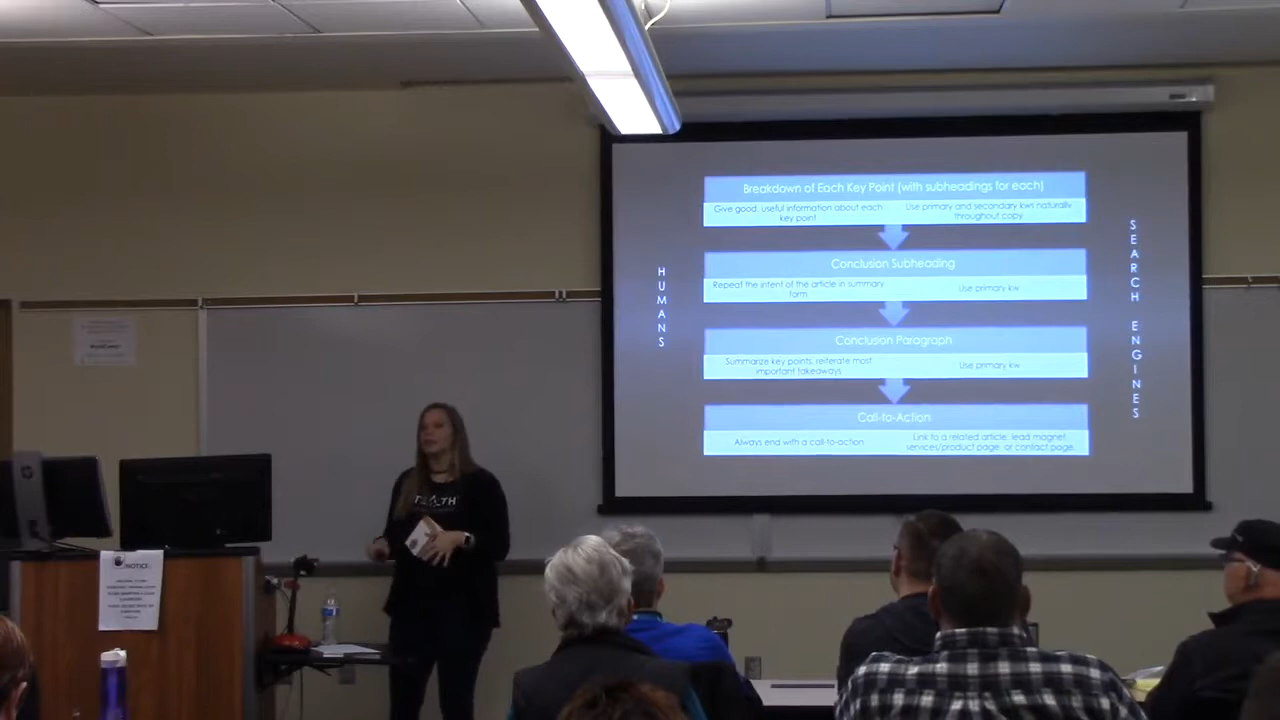 Breakdown of Each Key Point (with subheadings for each)
Give good, useful information about each
key point
Use primary and secondary kws naturally
throughout copy
Conclusion Subheading
Repeat the intent of the article in summary
form
Use primary kw
Conclusion Paragraph
Summarize key points, reiterate most
important takeaways
Use primary kw
Call-to-Action
Always end with a call-to-action
Link to a related article, lead magnet,
services/product page, or contact page.
HUMANS
SEARCH ENGINES
NOTICE